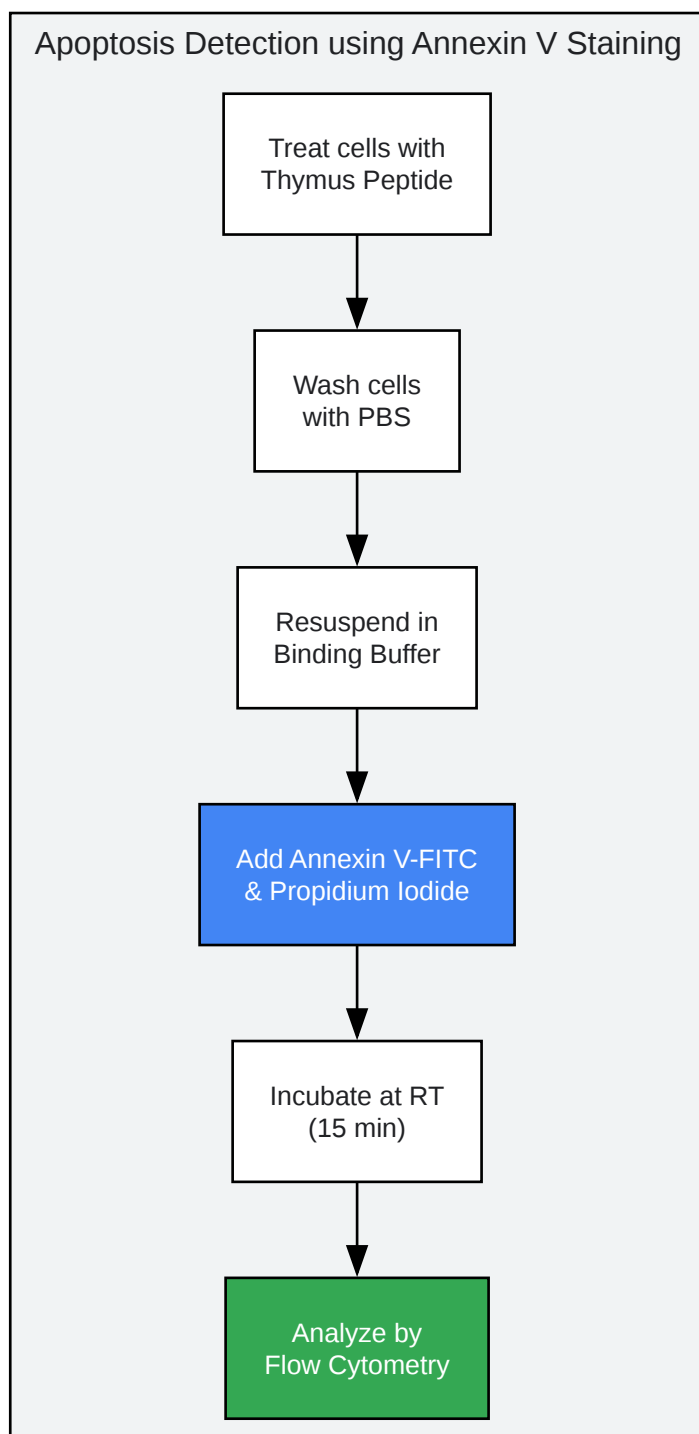 Apoptosis Detection using Annexin V Staining
Treat cells with
Thymus Peptide
Wash cells
with PBS
Resuspend in
Binding Buffer
Add Annexin V-FITC
& Propidium Iodide
Incubate at RT
(15 min)
Analyze by
Flow Cytometry